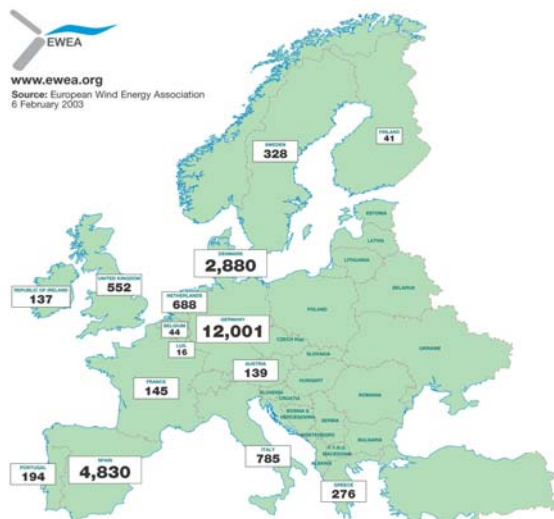 EWEA
www.ewea.org
Source: European Wind Energy Association
6 February 2003
FINLAND
41
SWEDEN
328
ESTONIA
LATVIA
LITHUANIA
DENMARK
2,880
UNITED KINGDOM
552
REPUBLIC OF IRELAND
137
NETHERLANDS
688
BELARUS
GERMANY
12,001
POLAND
BELGIUM
44
LUX.
16
CZECH Rep
UKRAINE
SLOVAKIA
AUSTRIA
139
FRANCE
145
HUNGARY
SLOVENIA
CROATIA
ROMANIA
BOSNIA &
HERZEGOVINA
SERBIA
MONTENEGRO
BULGARIA
ITALY
785
F.Y.R.O.
MACEDONIA
ALBANIA
PORTUGAL
194
SPAIN
4,830
GREECE
276